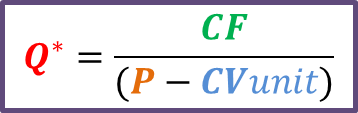 Q* = CF / (P − CVunit)